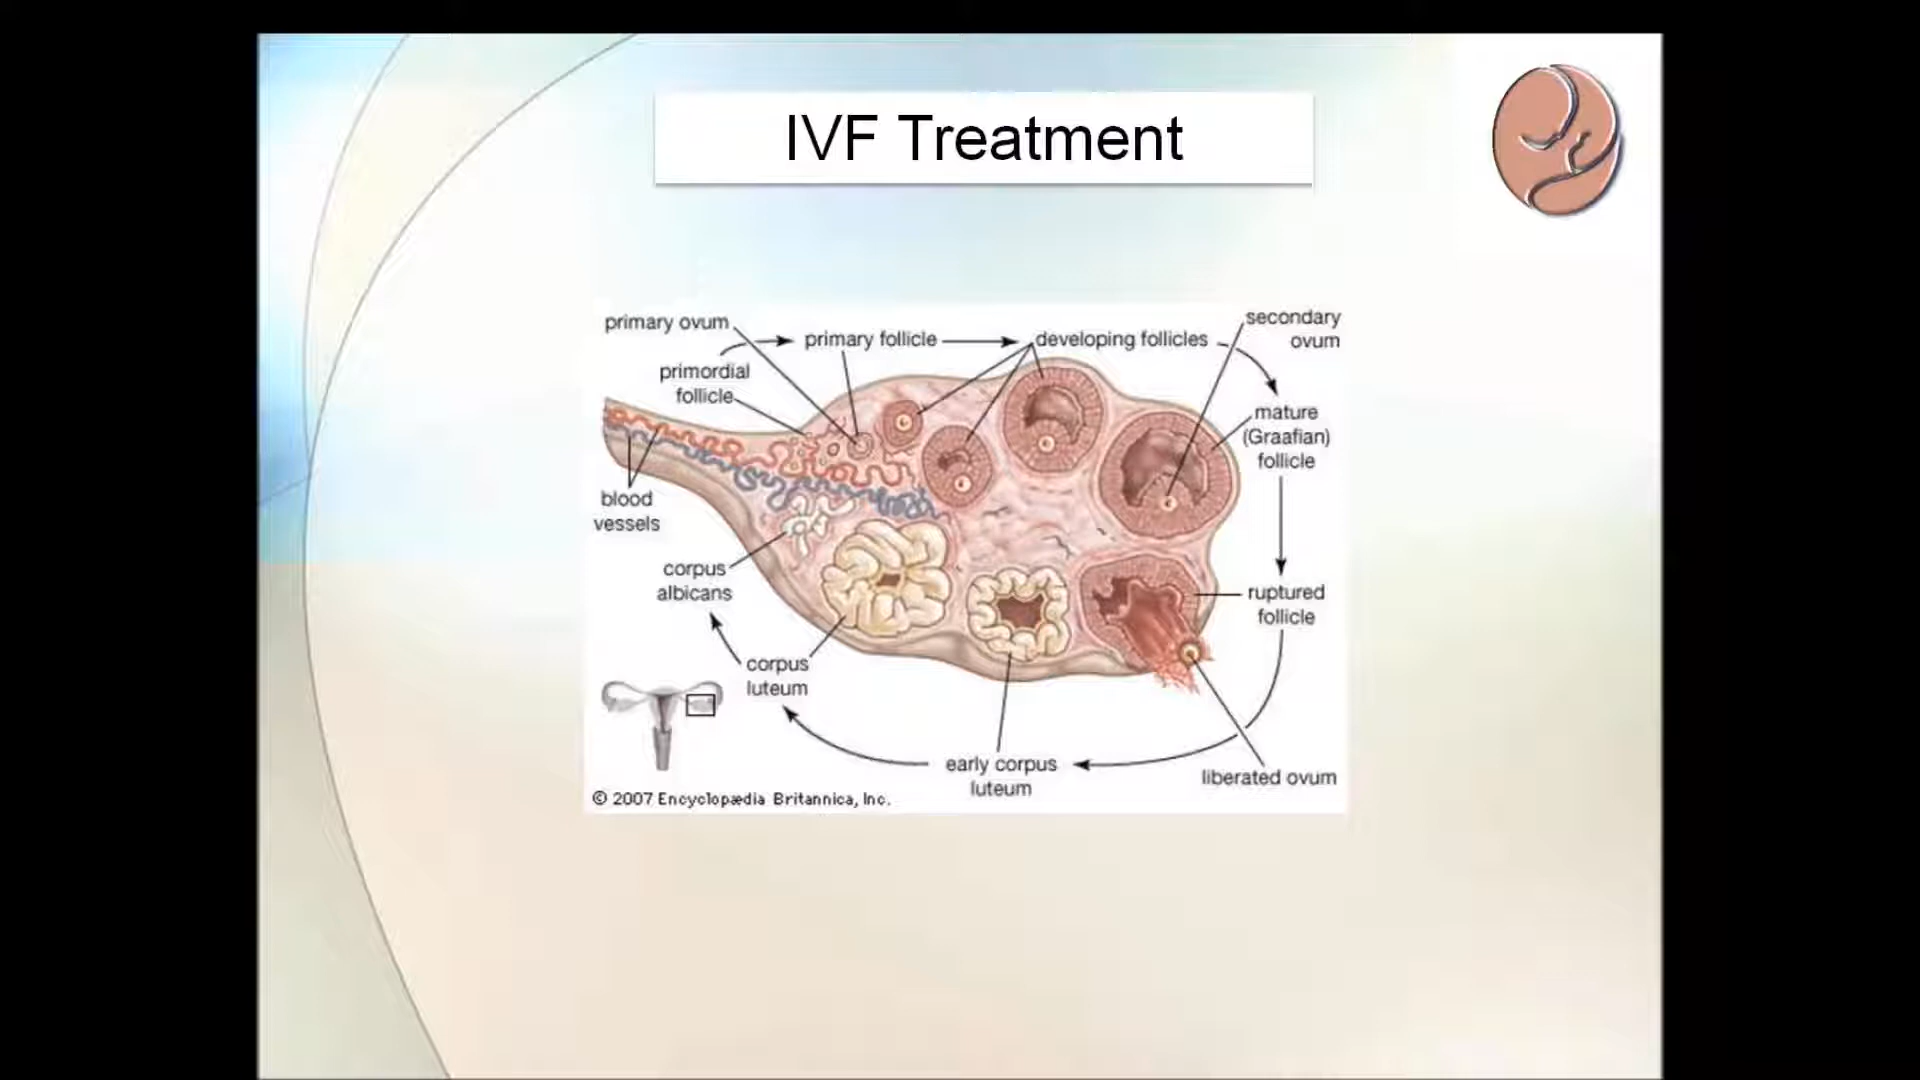 IVF Treatment
primary ovum
primary follicle
developing follicles
secondary
ovum
primordial
follicle
mature
(Graafian)
follicle
blood
vessels
corpus
albicans
ruptured
follicle
corpus
luteum
early corpus
luteum
liberated ovum
© 2007 Encyclopædia Britannica, Inc.